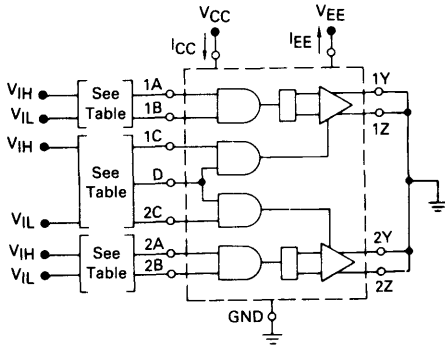 VCC
VEE
ICC
IEE
VIH
VIL
See
Table
1A
1B
1Y
1Z
VIH
VIL
See
Table
1C
D
2C
VIH
VIL
See
Table
2A
2B
2Y
2Z
GND